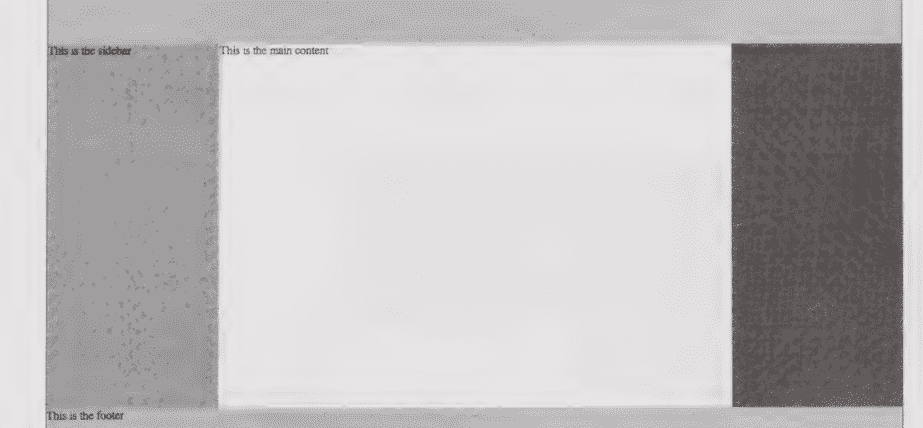 This is the sidebar
This is the main content
This is the footer